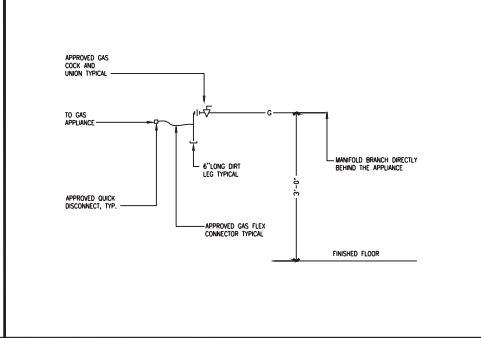 APPROVED GAS
COCK AND
UNION TYPICAL
TO GAS
APPLIANCE
G
6"LONG DIRT
LEG TYPICAL
MANIFOLD BRANCH DIRECTLY
BEHIND THE APPLIANCE
3'-0"
APPROVED QUICK
DISCONNECT, TYP.
APPROVED GAS FLEX
CONNECTOR TYPICAL
FINISHED FLOOR